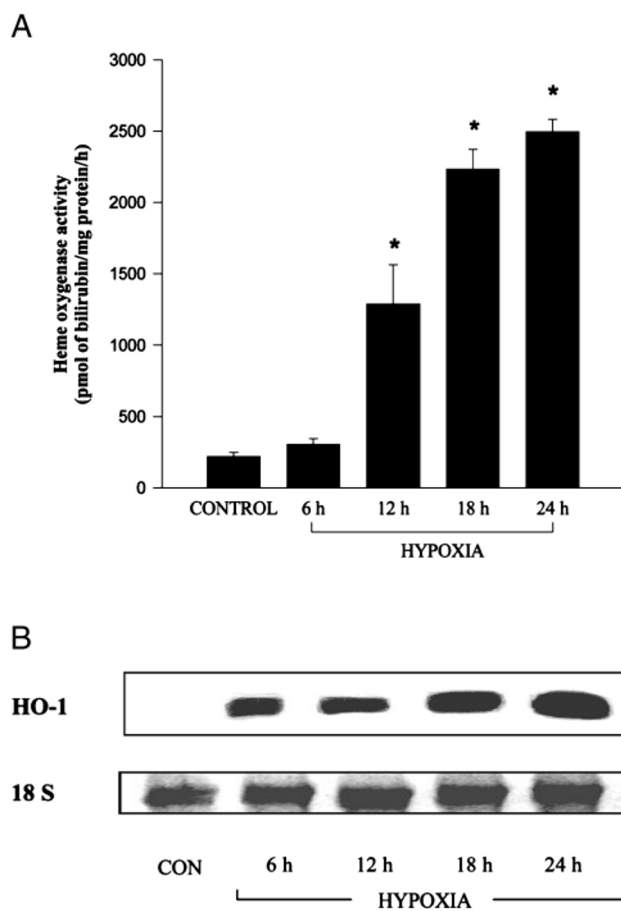 A
Heme oxygenase activity
(pmol of bilirubin/mg protein/h)
3000
2500
2000
1500
1000
500
0
*
*
*
CONTROL 6 h 12 h 18 h 24 h
HYPOXIA
B
HO-1
18 S
CON 6 h 12 h 18 h 24 h
HYPOXIA